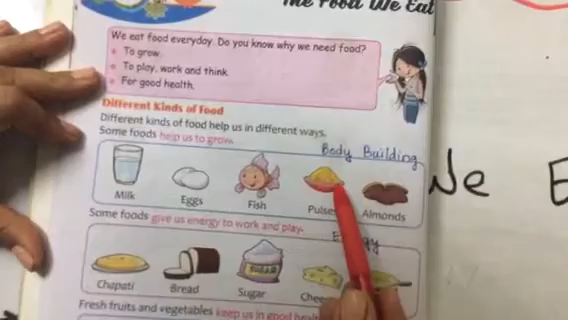 The Food We Eat
We eat food everyday. Do you know why we need food?
To grow.
To play, work and think.
For good health.
Different Kinds of Food
Different kinds of food help us in different ways.
Some foods help us to grow.
Body Building
We
Milk
Eggs
Fish
Almonds
Some foods give us energy to work and play.
SUGAR
Chapati
Bread
Sugar
Fresh fruits and vegetables keep us in good